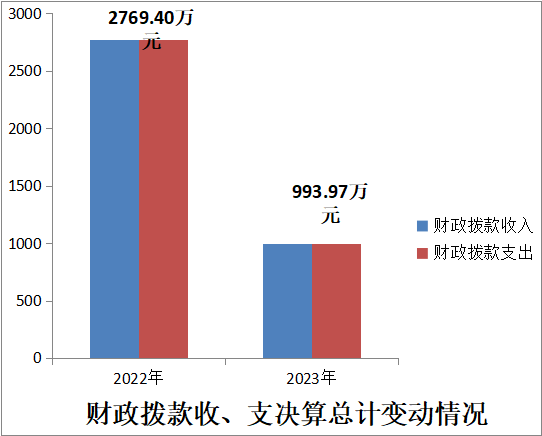 3000
2500
2000
1500
1000
500
0
2769.40万
元
993.97万
元
2022年
2023年
财政拨款收入
财政拨款支出
财政拨款收、支决算总计变动情况